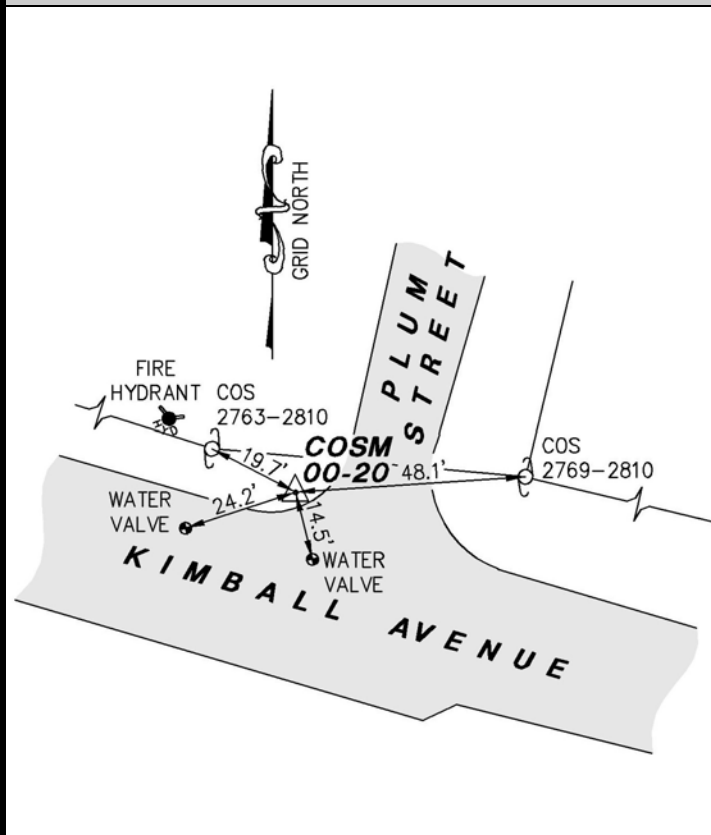 GRID NORTH
PLUM
STREET
FIRE
HYDRANT
COS
2763-2810
HYD
COSM
00-20
19.7'
48.1'
COS
2769-2810
24.2'
14.5'
WATER
VALVE
WATER
VALVE
KIMBALL AVENUE